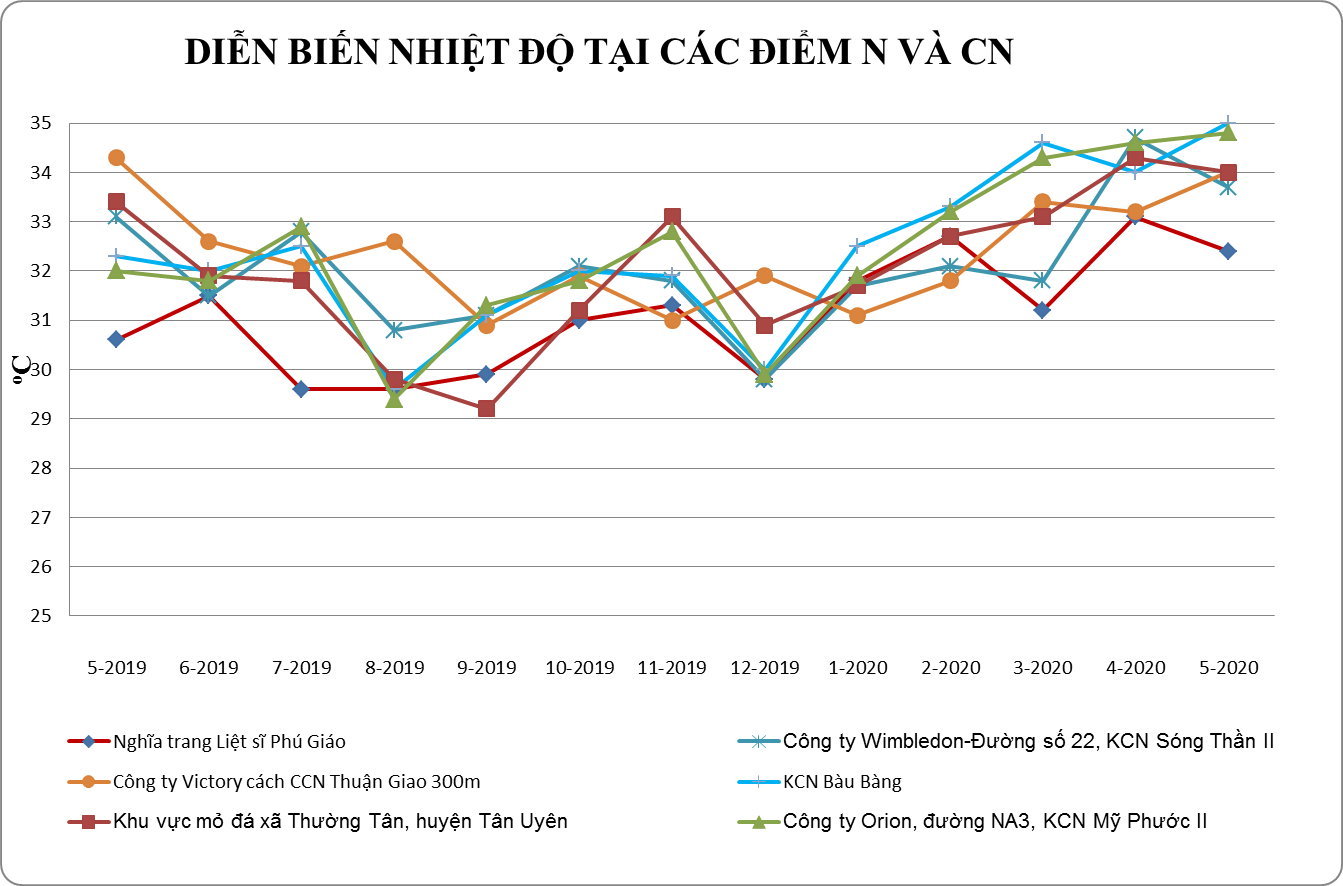 DIỄN BIẾN NHIỆT ĐỘ TẠI CÁC ĐIỂM N VÀ CN
35
34
33
32
31
30
29
28
27
26
25
ºC
5-2019 6-2019 7-2019 8-2019 9-2019 10-2019 11-2019 12-2019 1-2020 2-2020 3-2020 4-2020 5-2020
Nghĩa trang Liệt sĩ Phú Giáo
Công ty Wimbledon-Đường số 22, KCN Sóng Thần II
Công ty Victory cách CCN Thuận Giao 300m
KCN Bàu Bàng
Khu vực mỏ đá xã Thường Tân, huyện Tân Uyên
Công ty Orion, đường NA3, KCN Mỹ Phước II